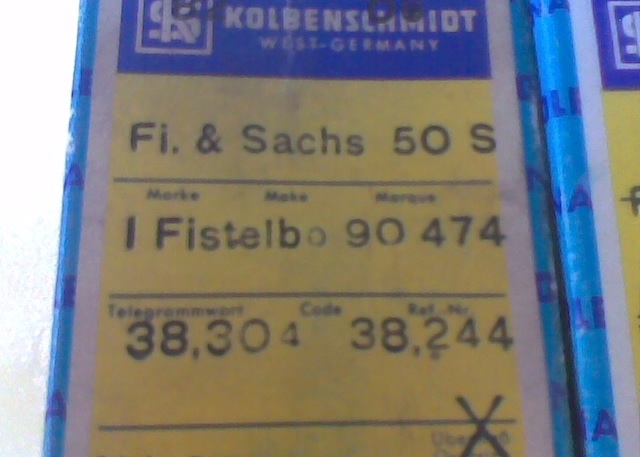 KOLBENSCHMIDT
WEST-GERMANY
Fi. & Sachs 50 S
Marke Make Marque
1 Fistelbo 90 474
Telegrammwort Code Ref.-Nr.
38,304 38,244